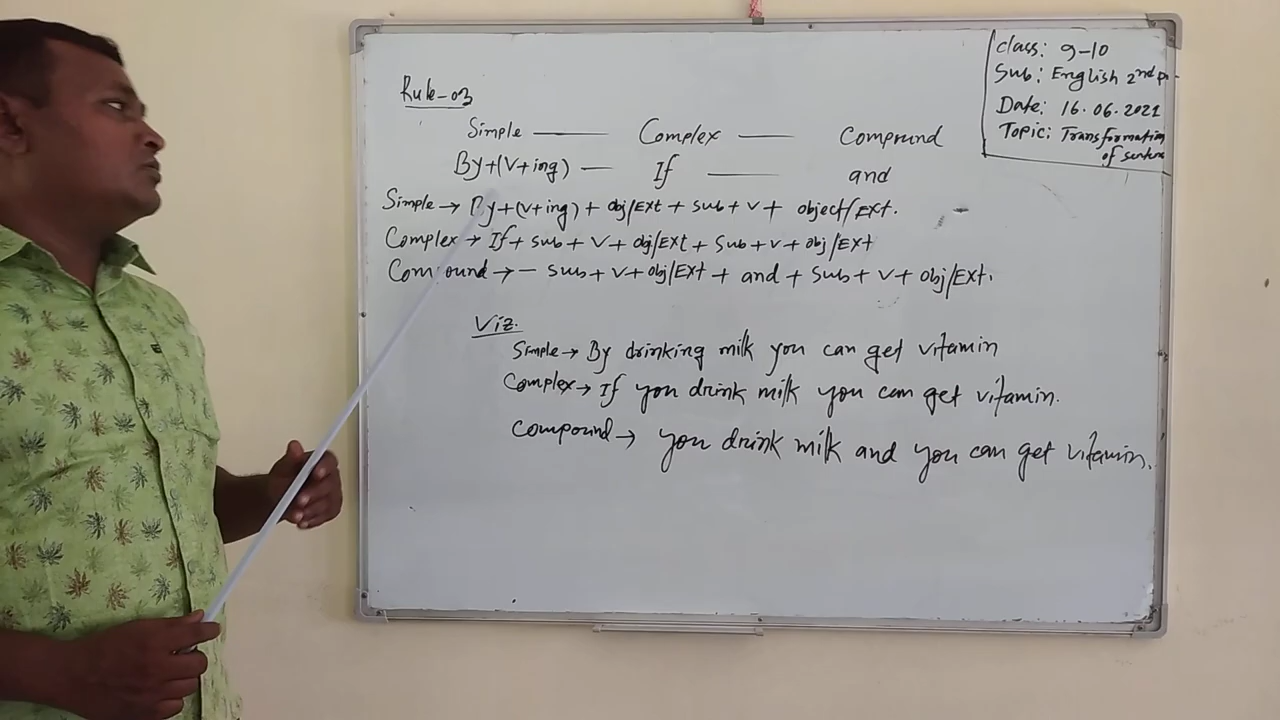 Class: 9-10
Sub: English 2nd
Date: 16.06.2021
Topic: Transformation
of
Rule-03
Simple —— Complex —— Compound
By+(V+ing) — If —— and
Simple → By+(V+ing) + obj/Ext + sub + v + object/Ext.
Complex → If + sub + V + obj/Ext + Sub + v + obj/Ext
Compound → - Sub + V + obj/Ext + and + Sub + V + obj/Ext.
Viz.
Simple → By drinking milk you can get vitamin
Complex → If you drink milk you can get vitamin.
Compound → you drink milk and you can get vitamin.